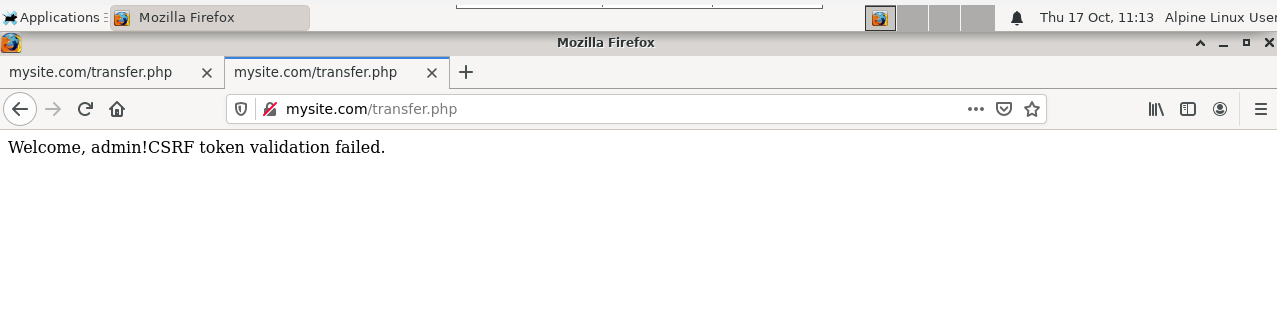 Applications Mozilla Firefox Thu 17 Oct, 11:13 Alpine Linux User
Mozilla Firefox
mysite.com/transfer.php mysite.com/transfer.php
mysite.com/transfer.php
Welcome, admin!CSRF token validation failed.